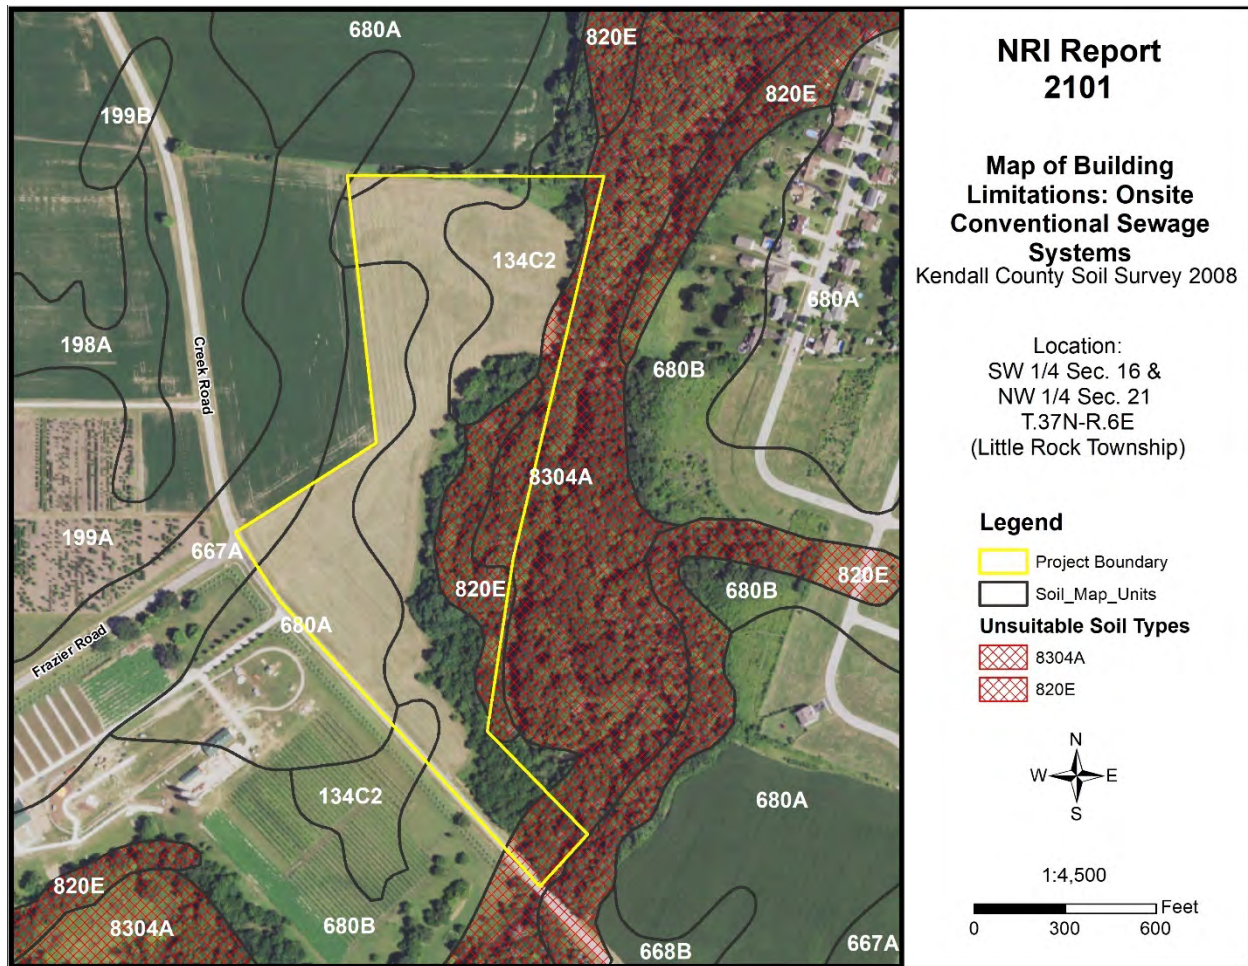 680A
820E
820E
199B
134C2
680A
198A
Creek Road
680B
8304A
199A
667A
820E
820E
680B
680A
Frazier Road
134C2
680A
820E
680B
8304A
668B
667A
NRI Report
2101
Map of Building
Limitations: Onsite
Conventional Sewage
Systems
Kendall County Soil Survey 2008
Location:
SW 1/4 Sec. 16 &
NW 1/4 Sec. 21
T.37N-R.6E
(Little Rock Township)
Legend
Project Boundary
Soil_Map_Units
Unsuitable Soil Types
8304A
820E
N
W E
S
1:4,500
Feet
0 300 600